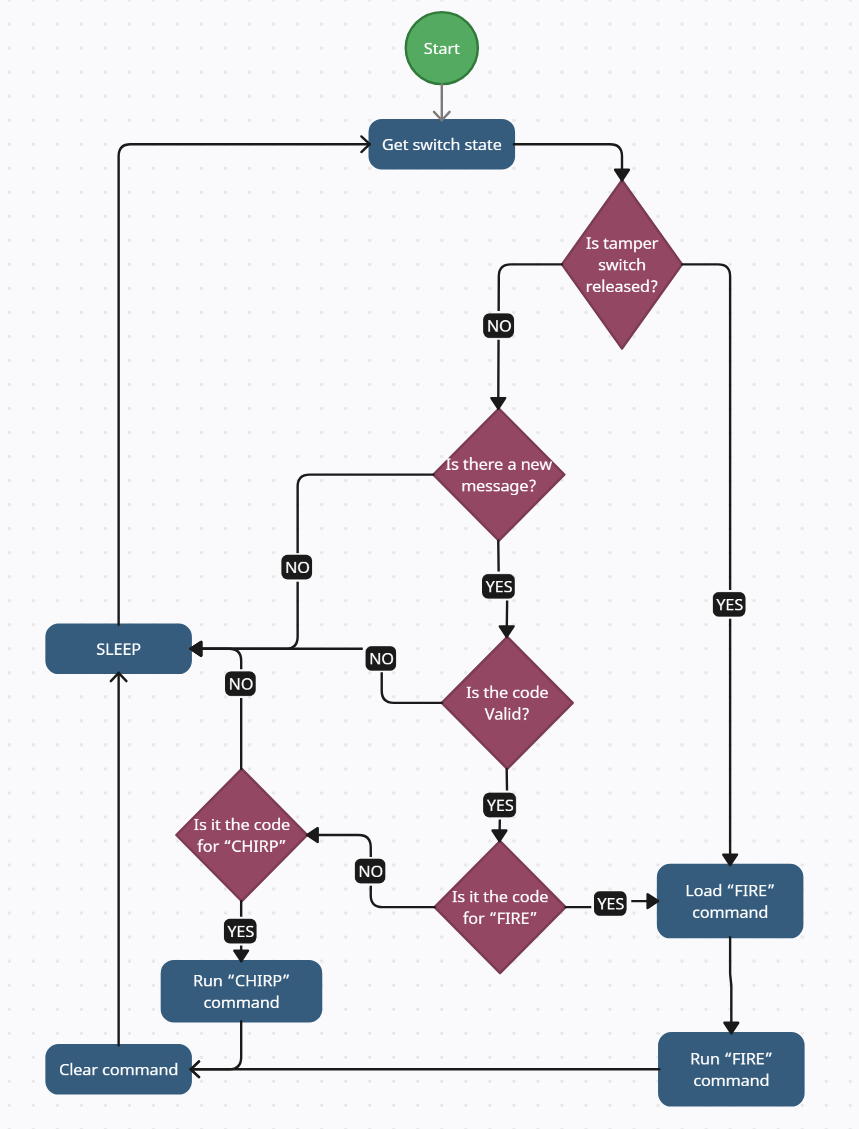 Start
Get switch state
Is tamper
switch
released?
NO
Is there a new
message?
NO
YES
YES
SLEEP
NO
NO
Is the code
Valid?
YES
Is it the code
for “CHIRP”
NO
Is it the code
for “FIRE”
YES
Load “FIRE”
command
YES
Run “CHIRP”
command
Clear command
Run “FIRE”
command